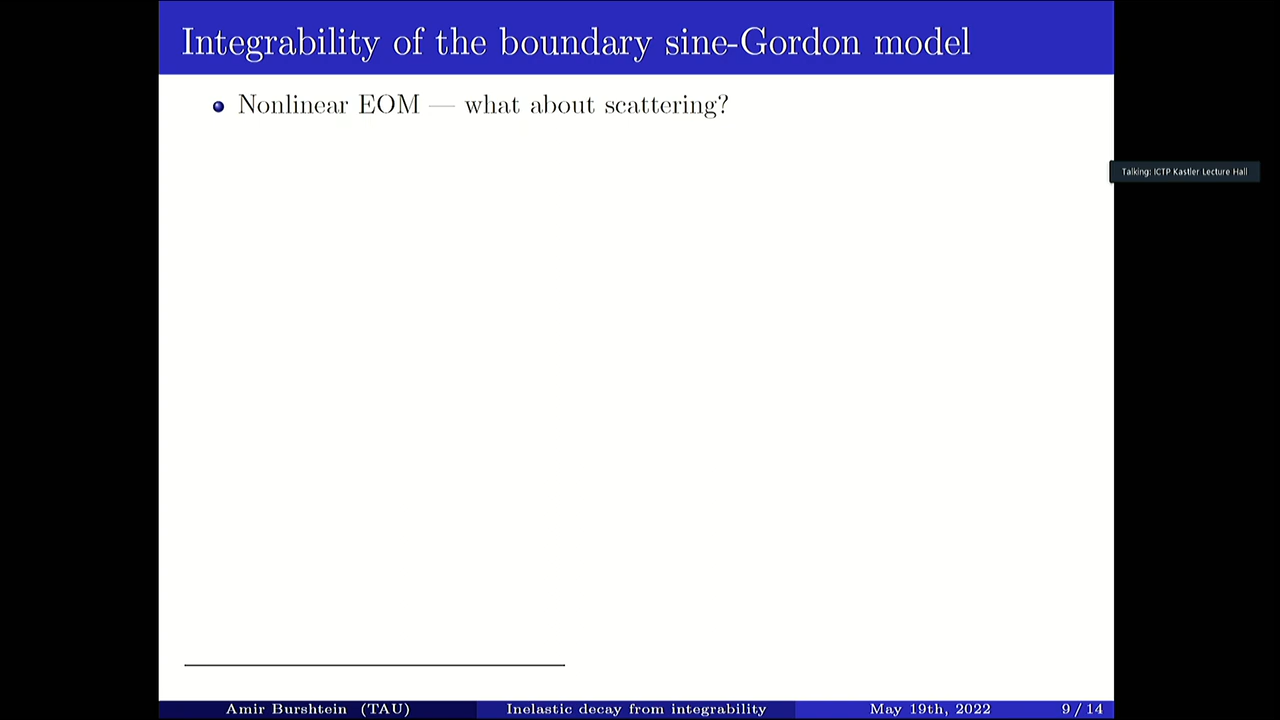 Integrability of the boundary sine-Gordon model
Nonlinear EOM — what about scattering?
Talking: ICTP Kastler Lecture Hall
Amir Burshtein (TAU) Inelastic decay from integrability May 19th, 2022 9 / 14